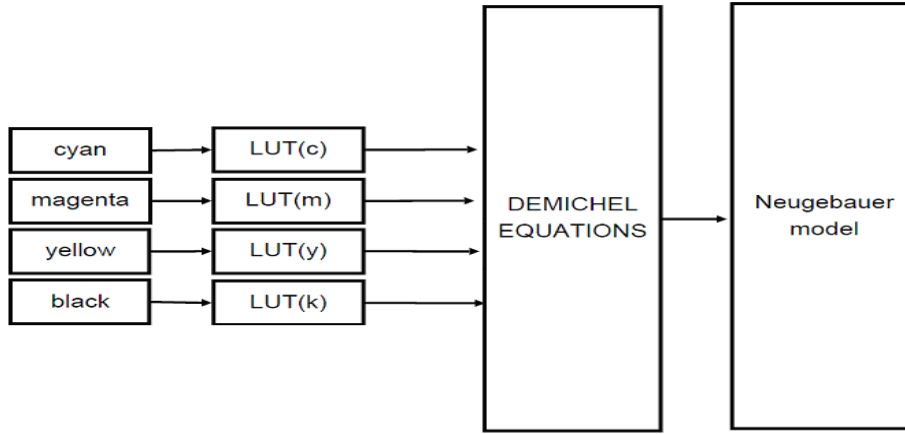 cyan
LUT(c)
magenta
LUT(m)
yellow
LUT(y)
black
LUT(k)
DEMICHEL
EQUATIONS
Neugebauer
model